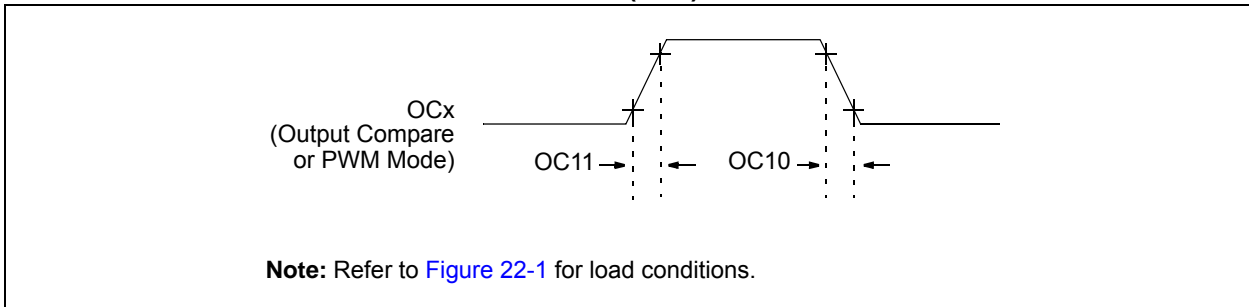 OCx
(Output Compare
or PWM Mode)
OC11 OC10
Note: Refer to Figure 22-1 for load conditions.